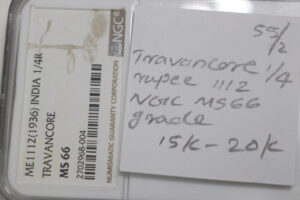 ME1112(1936) INDIA 1/4R
TRAVANCORE
MS 66
2702968-004
NGC
NUMISMATIC GUARANTY CORPORATION
55/2
Travancore 1/4
rupee 1112
NGC MS66
grade
15K - 20K